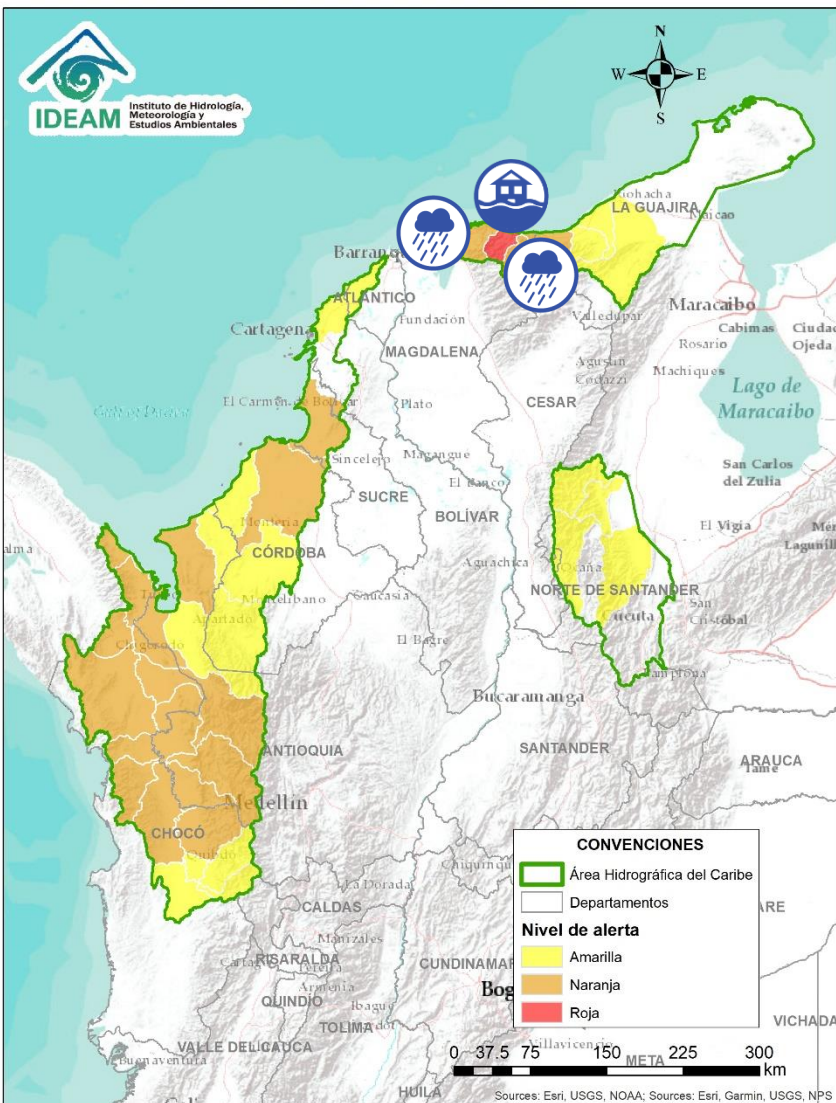 IDEAM
Instituto de Hidrología,
Meteorología y
Estudios Ambientales
N
W
E
S
Riohacha
LA GUAJIRA
Maicao
Barranqu
ATLÁNTICO
Cartagena
Fundación
MAGDALENA
Valledupar
Maracaibo
Cabimas
Ciudad
Ojeda
Rosario
Machiques
Agustín
Codazzi
CESAR
Lago de
Maracaibo
El Carmen de Bolívar
Plato
Sincelejo
Magangué
SUCRE
El Banco
BOLÍVAR
San Carlos
del Zulia
El Vigía
Montería
CÓRDOBA
Aguachica
Ocaña
NORTE DE SANTANDER
Cúcuta
San
Cristóbal
Pamplona
Turbo
Montelíbano
Caucasia
Apartadó
Chigorodó
El Bagre
Bucaramanga
ANTIOQUIA
SANTANDER
ARAUCA
Tame
Medellín
CHOCÓ
Quibdó
La Dorada
CALDAS
Manizales
RISARALDA
Pereira
Armenia
QUINDÍO
Ibagué
TOLIMA
CUNDINAMAR
Bog
VALLE DEL CAUCA
Buenaventura
Villavicencio
META
VICHADA
HUILA
CONVENCIONES
Área Hidrográfica del Caribe
Departamentos
Nivel de alerta
Amarilla
Naranja
Roja
0 37.5 75 150 225 300
km
Sources: Esri, USGS, NOAA; Sources: Esri, Garmin, USGS, NPS